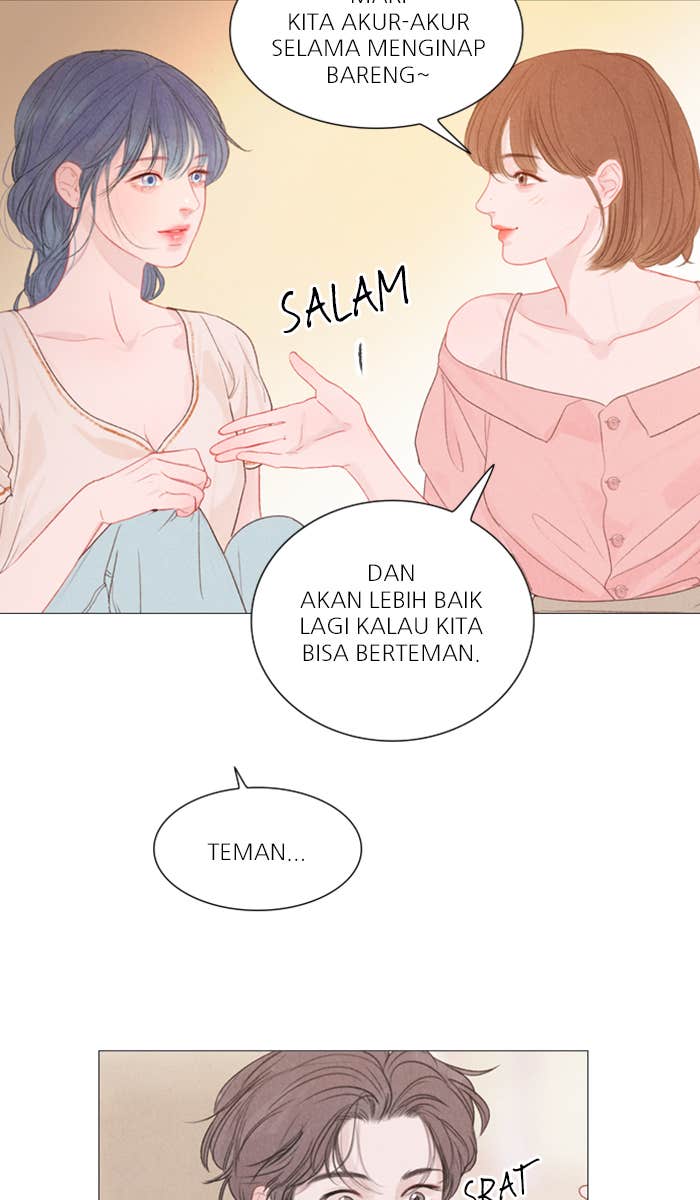 KITA AKUR-AKUR
SELAMA MENGINAP
BARENG~
SALAM
DAN
AKAN LEBIH BAIK
LAGI KALAU KITA
BISA BERTEMAN.
TEMAN...
SRAT